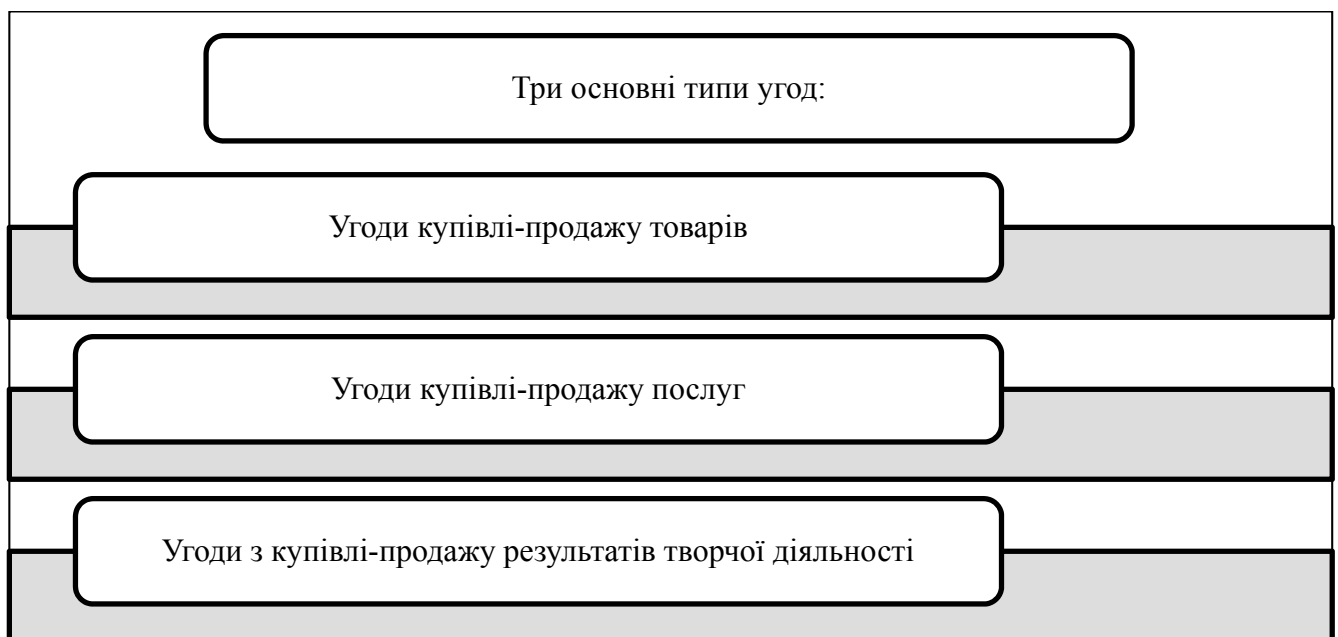 Три основні типи угод:
Угоди купівлі-продажу товарів
Угоди купівлі-продажу послуг
Угоди з купівлі-продажу результатів творчої діяльності